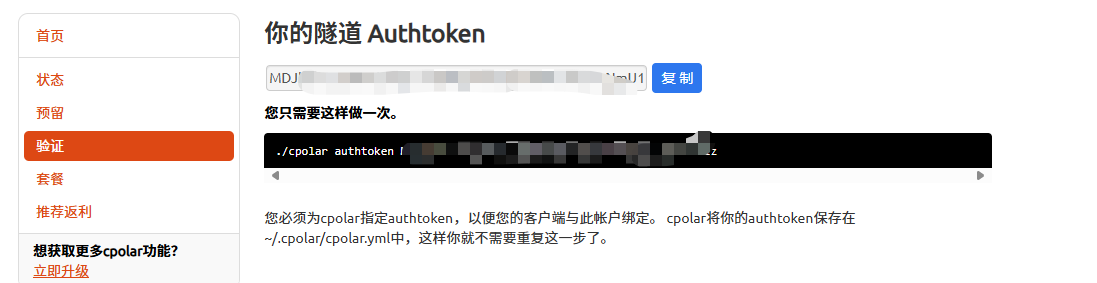 首页
状态
预留
验证
套餐
推荐返利
想获取更多cpolar功能?
立即升级
你的隧道 Authtoken
复制
您只需要这样做一次。
./cpolar authtoken
您必须为cpolar指定authtoken，以便您的客户端与此帐户绑定。 cpolar将你的authtoken保存在
~/.cpolar/cpolar.yml中，这样你就不需要重复这一步了。